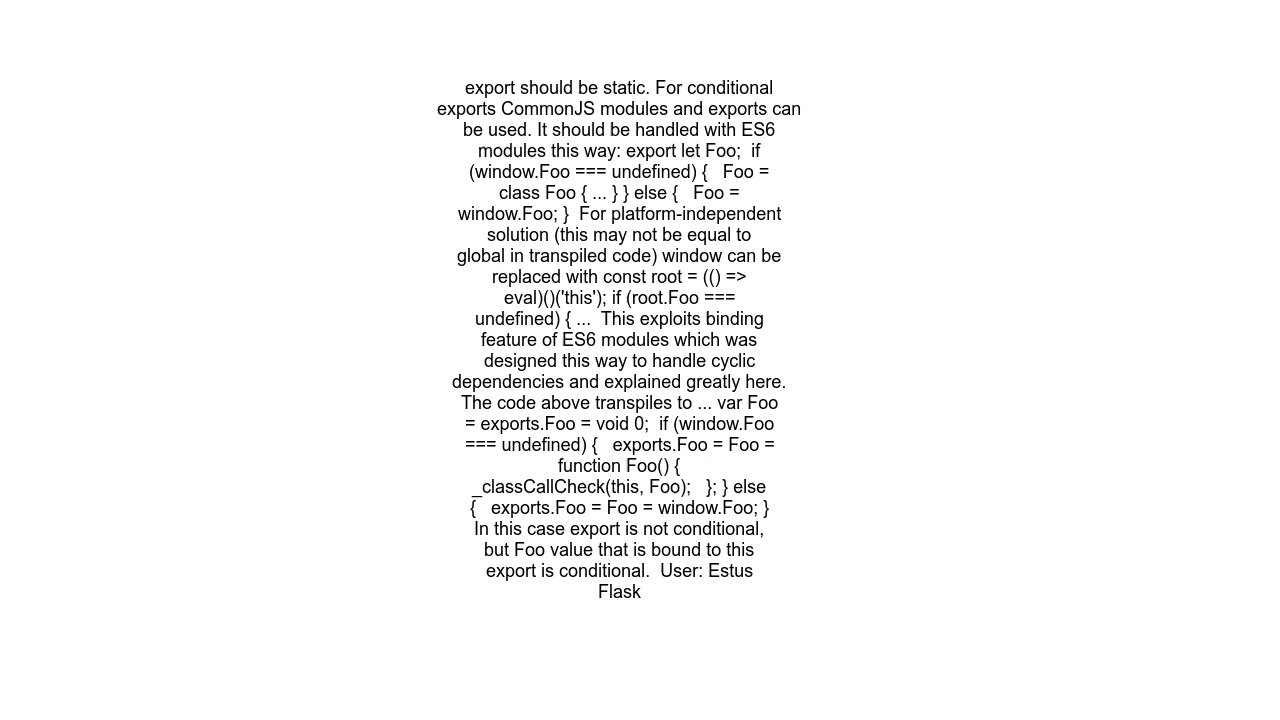 export should be static. For conditional
exports CommonJS modules and exports can
be used. It should be handled with ES6
modules this way: export let Foo;  if
(window.Foo === undefined) {   Foo =
class Foo { ... } } else {   Foo =
window.Foo; }  For platform-independent
solution (this may not be equal to
global in transpiled code) window can be
replaced with const root = (() =>
eval)()('this'); if (root.Foo ===
undefined) { ...  This exploits binding
feature of ES6 modules which was
designed this way to handle cyclic
dependencies and explained greatly here.
The code above transpiles to ... var Foo
= exports.Foo = void 0;  if (window.Foo
=== undefined) {   exports.Foo = Foo =
function Foo() {
_classCallCheck(this, Foo);   }; } else
{   exports.Foo = Foo = window.Foo; }
In this case export is not conditional,
but Foo value that is bound to this
export is conditional.  User: Estus
Flask